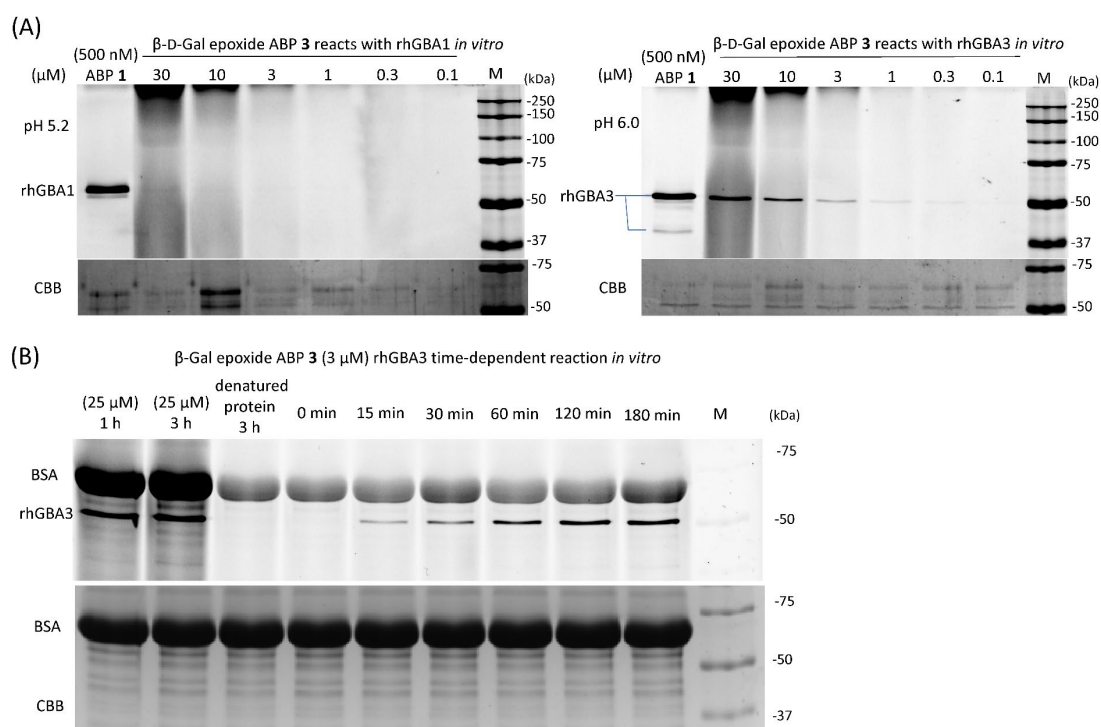 (A)
β-D-Gal epoxide ABP 3 reacts with rhGBA1 in vitro
(500 nM)
(μM) ABP 1 30 10 3 1 0.3 0.1 M (kDa)
pH 5.2
rhGBA1
-250
-150
-100
-75
-50
-37
CBB
-75
-50
β-D-Gal epoxide ABP 3 reacts with rhGBA3 in vitro
(500 nM)
(μM) ABP 1 30 10 3 1 0.3 0.1 M (kDa)
pH 6.0
rhGBA3
-250
-150
-100
-75
-50
-37
CBB
-75
-50
(B)
β-Gal epoxide ABP 3 (3 μM) rhGBA3 time-dependent reaction in vitro
(25 μM)
1 h
(25 μM)
3 h
denatured
protein
3 h
0 min 15 min 30 min 60 min 120 min 180 min M (kDa)
BSA
rhGBA3
-75
-50
BSA
CBB
-75
-50
-37